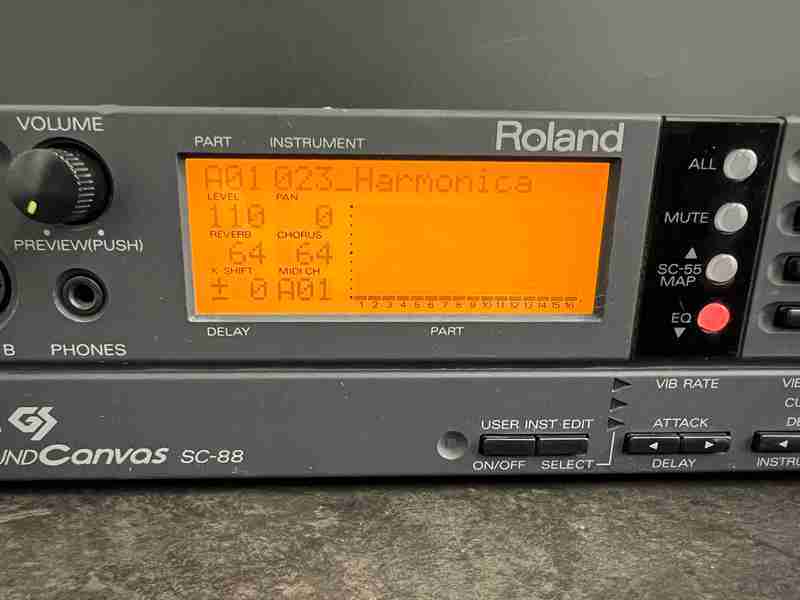 VOLUME
PART INSTRUMENT
Roland
A01 023_Harmonica
LEVEL PAN
110 0
REVERB CHORUS
64 64
K SHIFT MIDI CH
± 0 A01
1 2 3 4 5 6 7 8 9 10 11 12 13 14 15 16
DELAY PART
PREVIEW(PUSH)
B PHONES
ALL
MUTE
SC-55
MAP
EQ
VIB RATE
GS
Canvas SC-88
USER INST EDIT
ON/OFF SELECT
ATTACK
DELAY